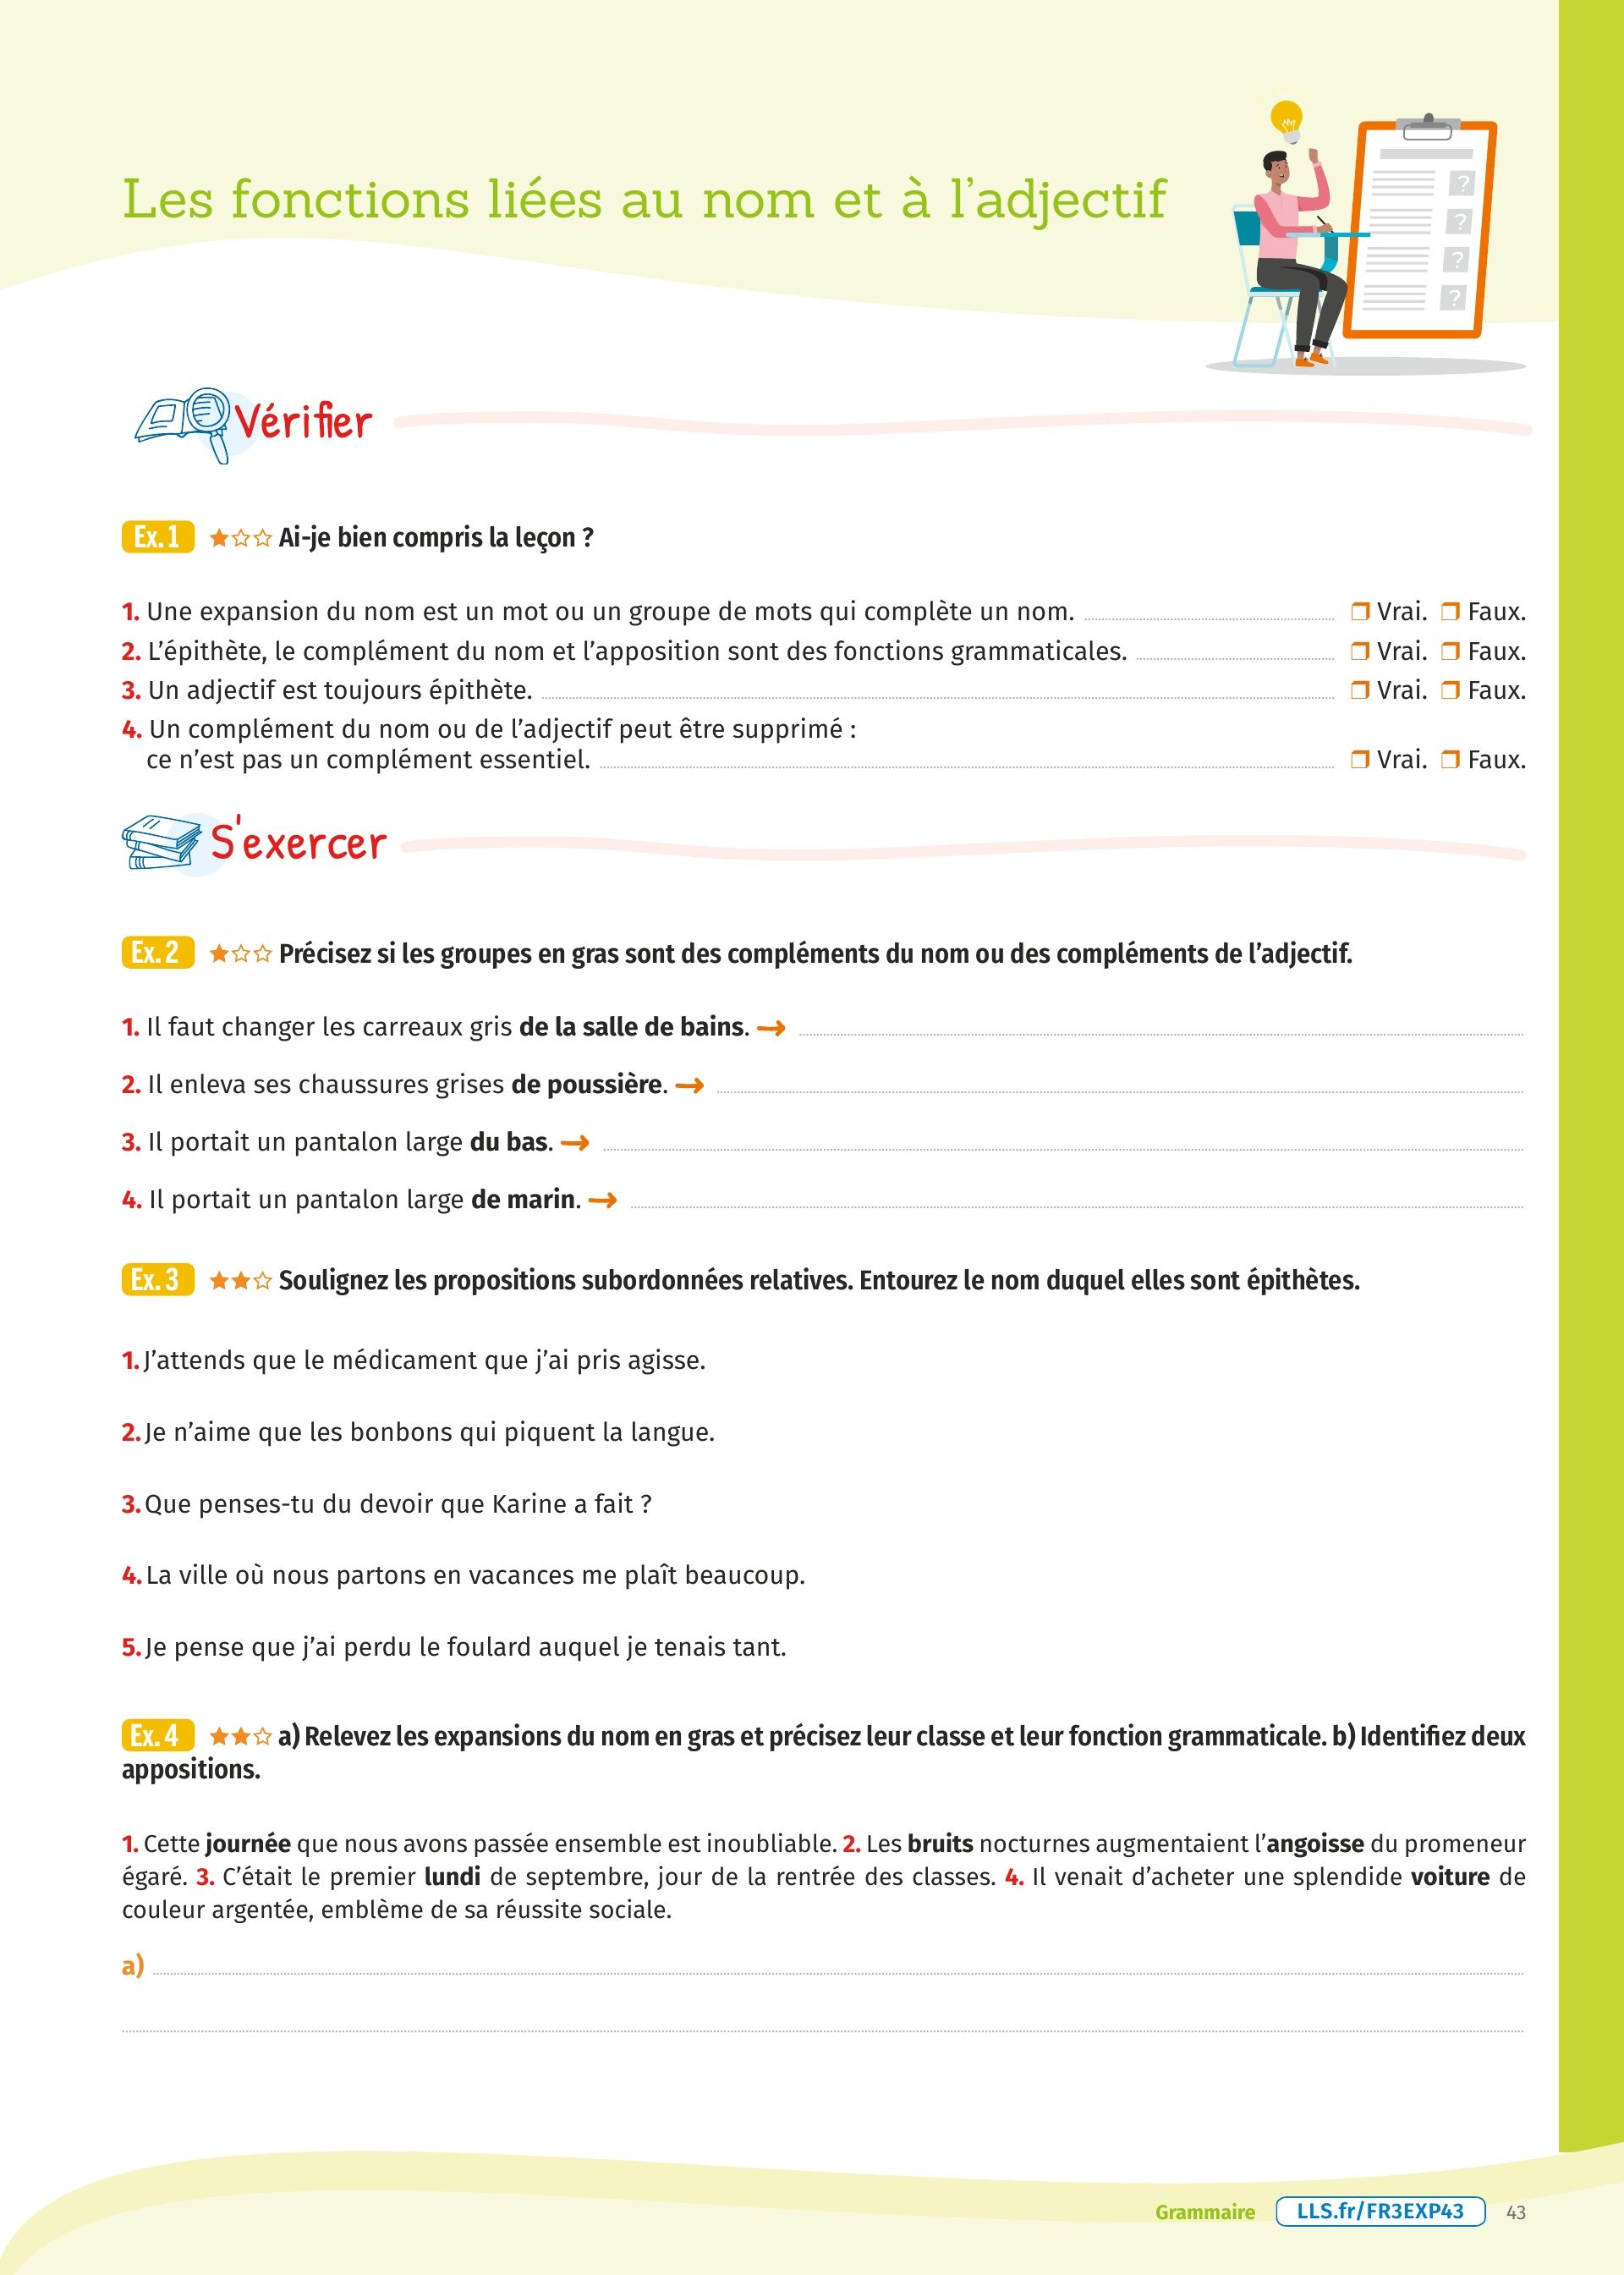 Les fonctions liées au nom et à l’adjectif
?
?
?
?
Vérifier
Ex. 1 ★☆☆ Ai-je bien compris la leçon ?
1. Une expansion du nom est un mot ou un groupe de mots qui complète un nom. ❒ Vrai. ❒ Faux.
2. L’épithète, le complément du nom et l’apposition sont des fonctions grammaticales. ❒ Vrai. ❒ Faux.
3. Un adjectif est toujours épithète. ❒ Vrai. ❒ Faux.
4. Un complément du nom ou de l’adjectif peut être supprimé :
ce n’est pas un complément essentiel. ❒ Vrai. ❒ Faux.
S'exercer
Ex. 2 ★☆☆ Précisez si les groupes en gras sont des compléments du nom ou des compléments de l’adjectif.
1. Il faut changer les carreaux gris de la salle de bains. →
2. Il enleva ses chaussures grises de poussière. →
3. Il portait un pantalon large du bas. →
4. Il portait un pantalon large de marin. →
Ex. 3 ★★☆ Soulignez les propositions subordonnées relatives. Entourez le nom duquel elles sont épithètes.
1. J’attends que le médicament que j’ai pris agisse.
2. Je n’aime que les bonbons qui piquent la langue.
3. Que penses-tu du devoir que Karine a fait ?
4. La ville où nous partons en vacances me plaît beaucoup.
5. Je pense que j’ai perdu le foulard auquel je tenais tant.
Ex. 4 ★★☆ a) Relevez les expansions du nom en gras et précisez leur classe et leur fonction grammaticale. b) Identifiez deux
appositions.
1. Cette journée que nous avons passée ensemble est inoubliable. 2. Les bruits nocturnes augmentaient l’angoisse du promeneur
égaré. 3. C’était le premier lundi de septembre, jour de la rentrée des classes. 4. Il venait d’acheter une splendide voiture de
couleur argentée, emblème de sa réussite sociale.
a)
Grammaire LLS.fr/FR3EXP43 43